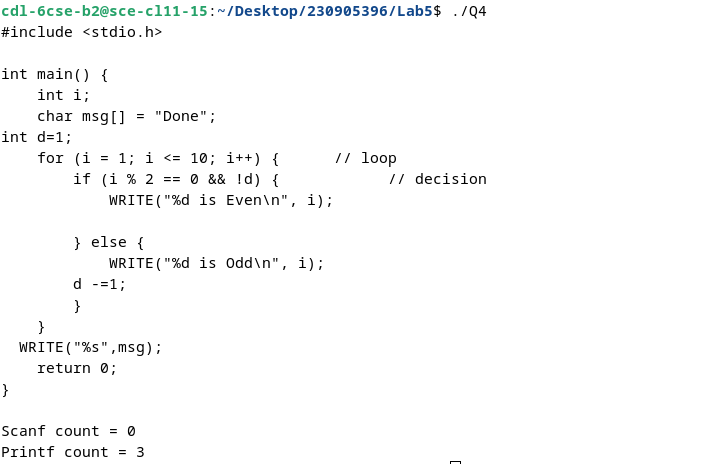 cdl-6cse-b2@sce-cl11-15:~/Desktop/230905396/Lab5$ ./Q4
#include <stdio.h>

int main() {
    int i;
    char msg[] = "Done";
int d=1;
    for (i = 1; i <= 10; i++) {      // loop
        if (i % 2 == 0 && !d) {            // decision
            WRITE("%d is Even\n", i);

        } else {
            WRITE("%d is Odd\n", i);
        d -=1;
        }
    }
  WRITE("%s",msg);
    return 0;
}

Scanf count = 0
Printf count = 3